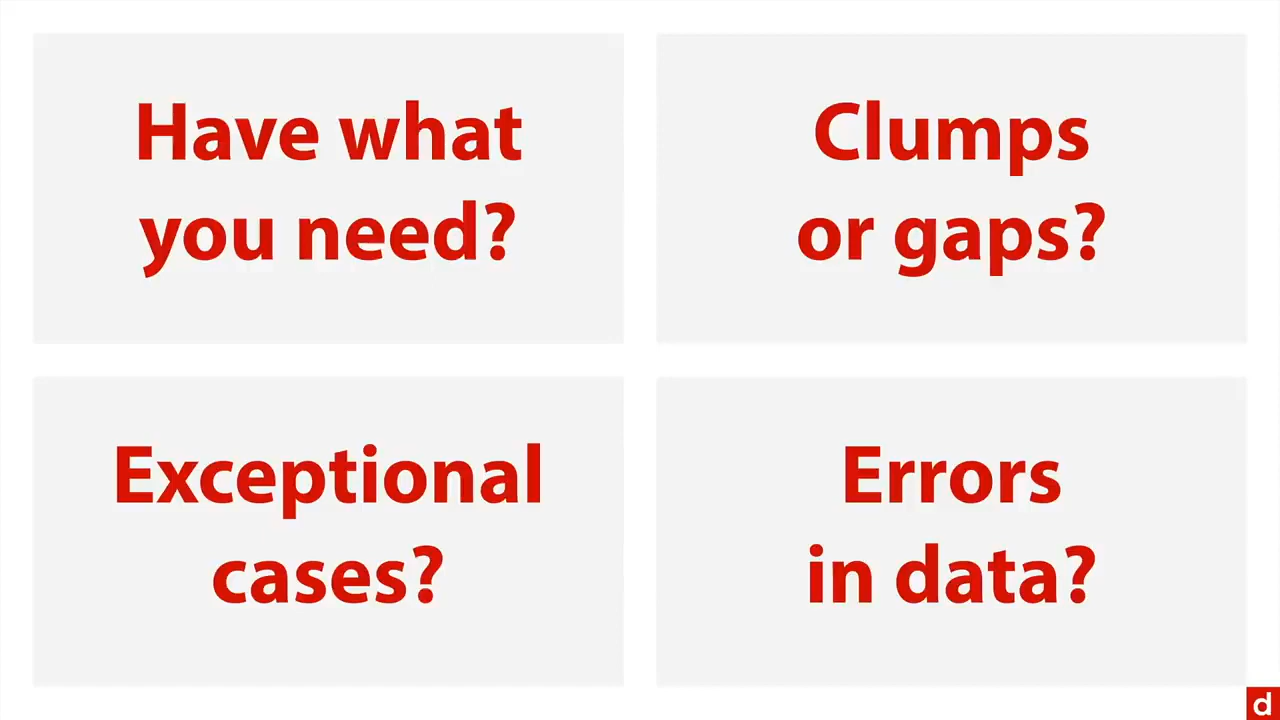 Have what
you need?
Clumps
or gaps?
Exceptional
cases?
Errors
in data?
d